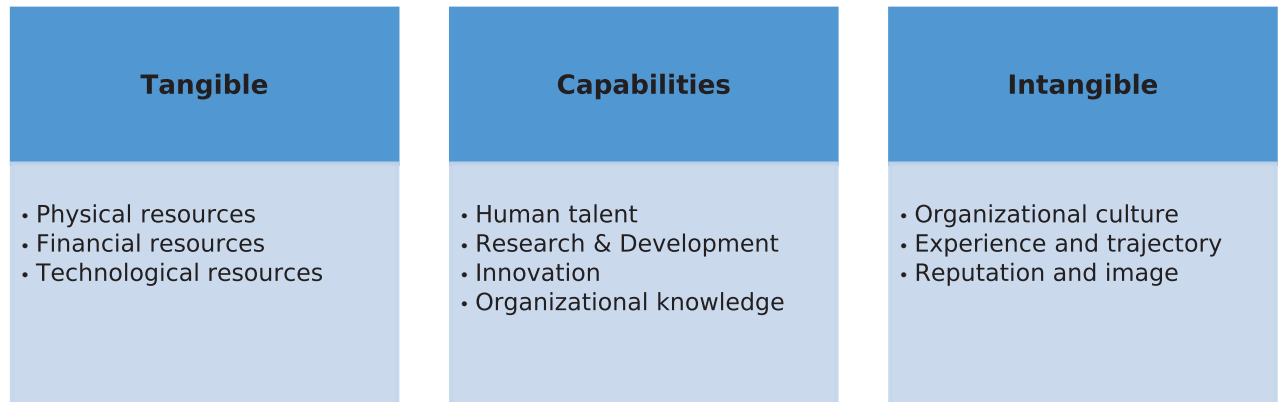 Tangible
• Physical resources
• Financial resources
• Technological resources
Capabilities
• Human talent
• Research & Development
• Innovation
• Organizational knowledge
Intangible
• Organizational culture
• Experience and trajectory
• Reputation and image